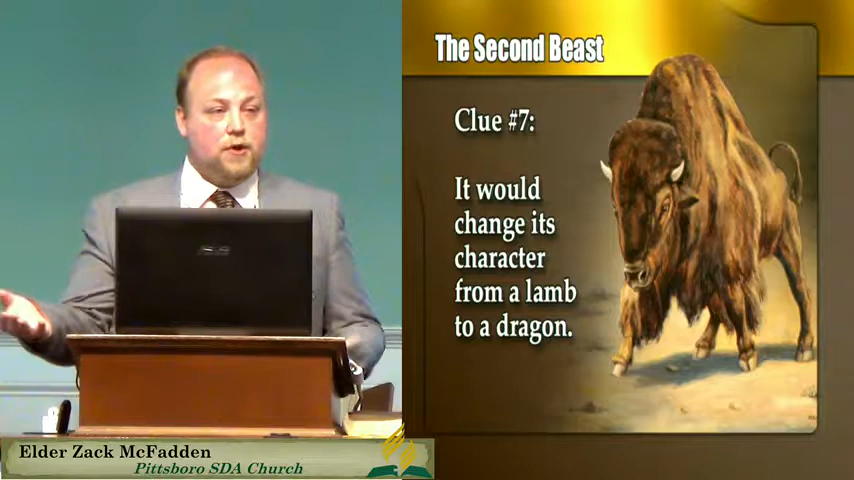 The Second Beast
Clue #7:
It would
change its
character
from a lamb
to a dragon.
ASUS
Elder Zack McFadden
Pittsboro SDA Church